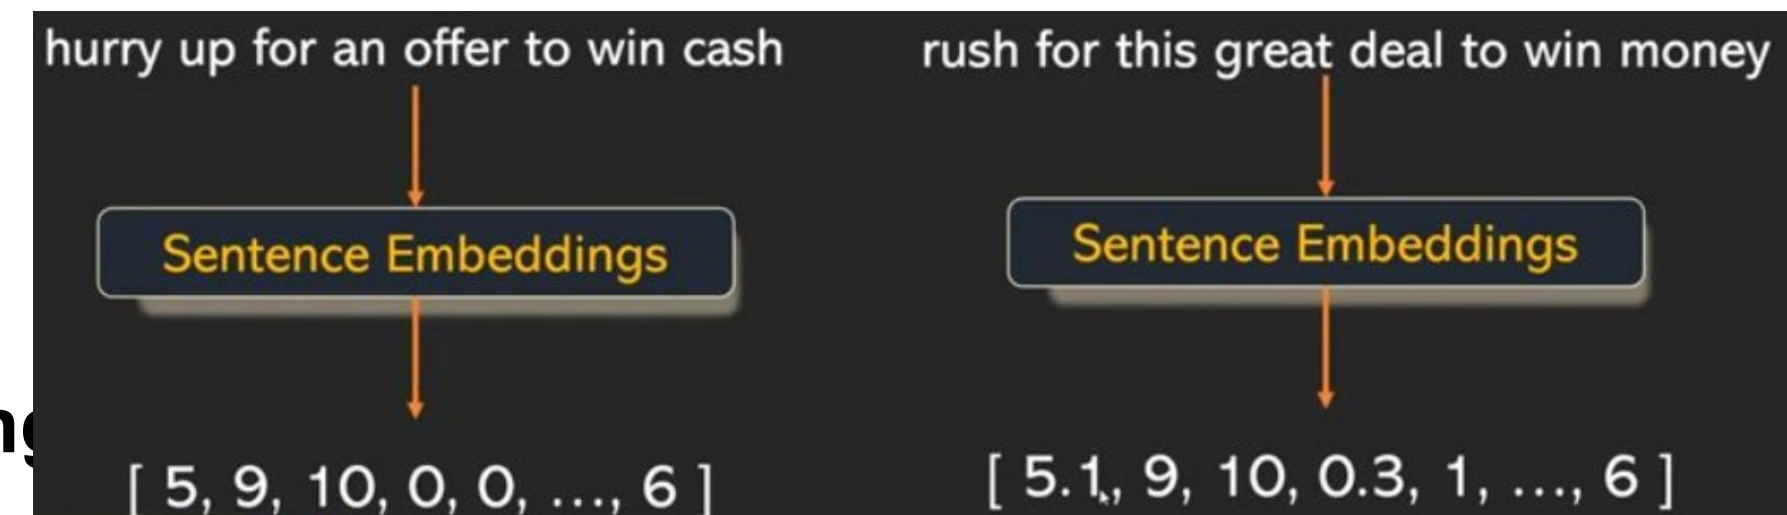 hurry up for an offer to win cash
rush for this great deal to win money
Sentence Embeddings
Sentence Embeddings
ng
[ 5, 9, 10, 0, 0, ..., 6 ]
[ 5.1, 9, 10, 0.3, 1, ..., 6 ]